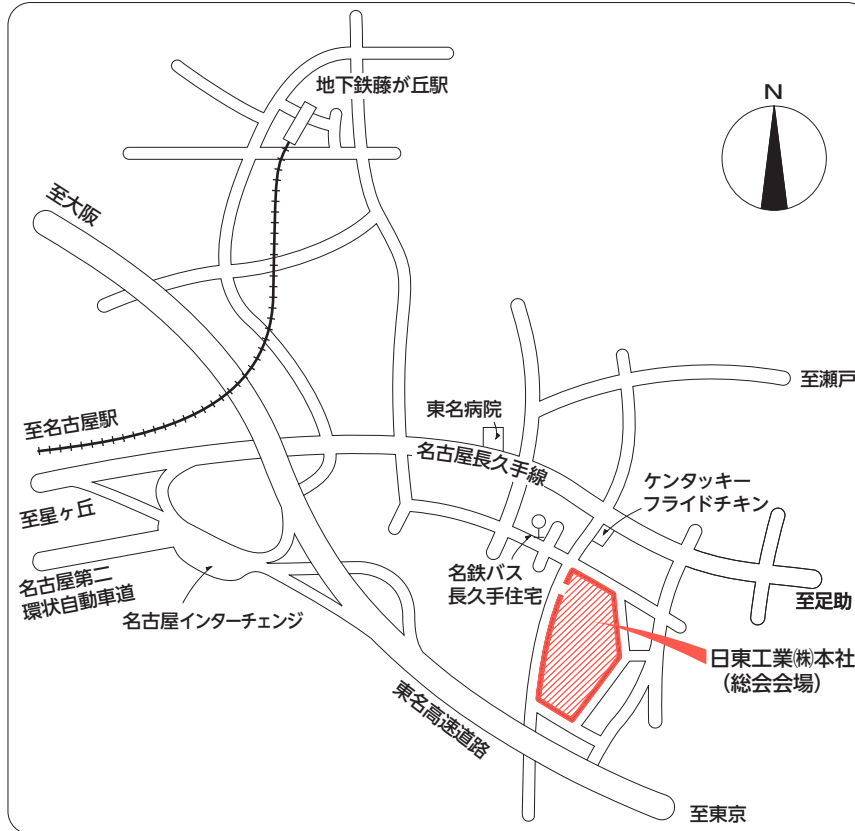 地下鉄藤が丘駅
N
至大阪
至瀬戸
至名古屋駅
東名病院
名古屋長久手線
ケンタッキー
フライドチキン
至星ヶ丘
名鉄バス
長久手住宅
名古屋第二
環状自動車道
名古屋インターチェンジ
至足助
日東工業㈱本社
(総会会場)
東名高速道路
至東京